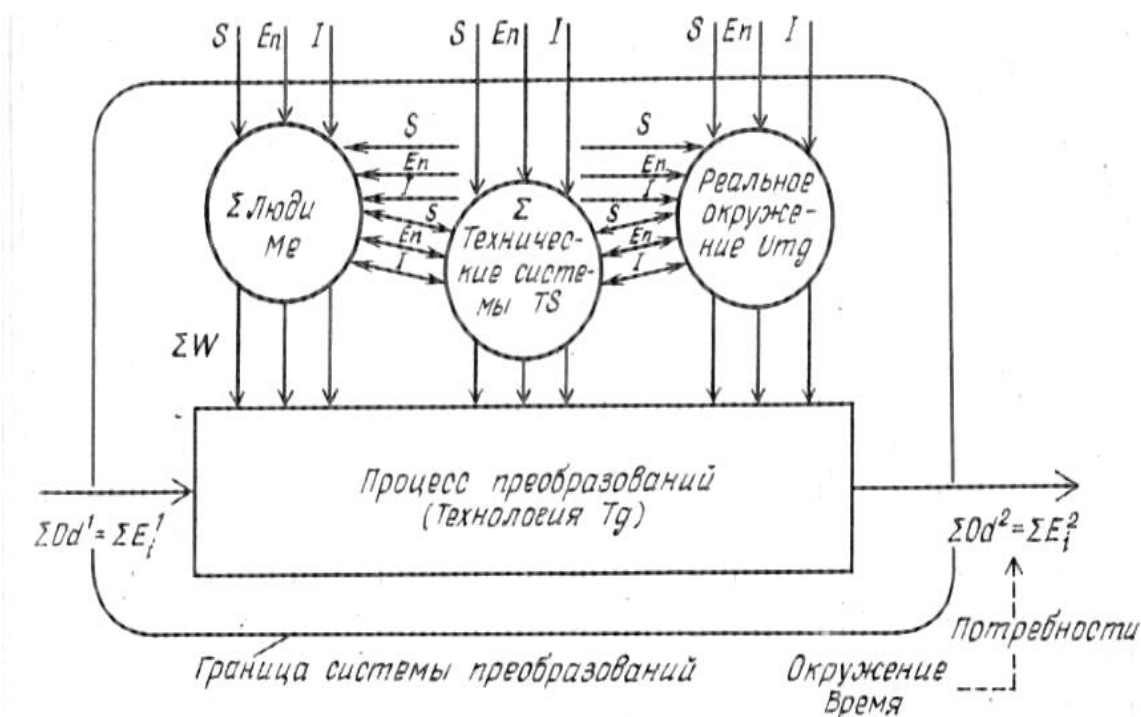 S En I S En I S En I
S S
En En
I I
S S
En En
I I
Σ Люди
Me
Σ
Техничес-
кие систе-
мы TS
Реальное
окруже-
ние Umg
ΣW
Процесс преобразований
(Технология Tg)
ΣOd¹ = ΣEᵢ¹
ΣOd² = ΣEᵢ²
Потребности
Граница системы преобразований
Окружение
Время